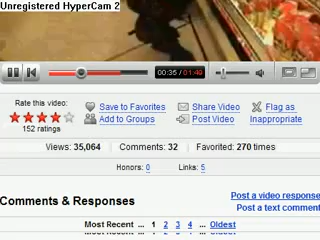 Unregistered HyperCam 2
00:35 / 01:49
Rate this video:
Save to Favorites
Share Video
Flag as Inappropriate
Add to Groups
Post Video
152 ratings
Views: 35,064
Comments: 32
Favorited: 270 times
Honors: 0
Links: 5
Comments & Responses
Post a video response
Post a text comment
Most Recent ... 1 2 3 4 ... Oldest